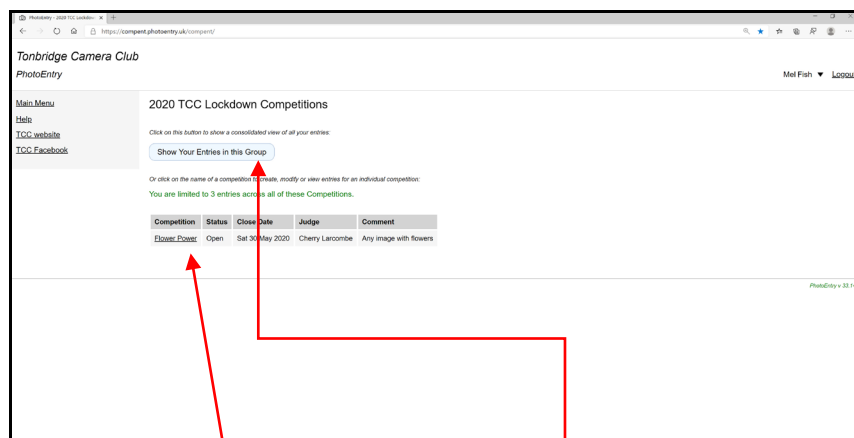 PhotoEntry - 2020 TCC Lockdow
https://compent.photoentry.uk/compent/
Tonbridge Camera Club
PhotoEntry
Mel Fish ▼ Logou
Main Menu
Help
TCC website
TCC Facebook
2020 TCC Lockdown Competitions
Click on this button to show a consolidated view of all your entries:
Show Your Entries in this Group
Or click on the name of a competition to create, modify or view entries for an individual competition:
You are limited to 3 entries across all of these Competitions.
Competition Status Close Date Judge Comment
Flower Power Open Sat 30 May 2020 Cherry Larcombe Any image with flowers
PhotoEntry v 33.1